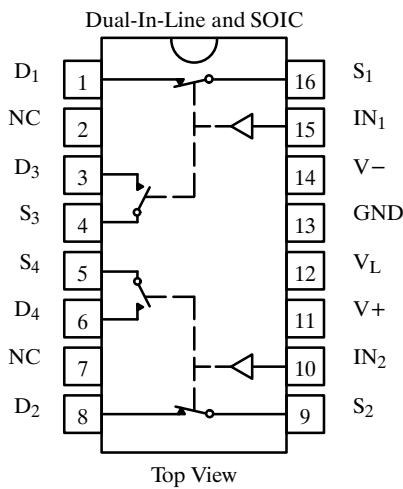 Dual-In-Line and SOIC
D1 1 16 S1
NC 2 15 IN1
D3 3 14 V−
S3 4 13 GND
S4 5 12 VL
D4 6 11 V+
NC 7 10 IN2
D2 8 9 S2
Top View